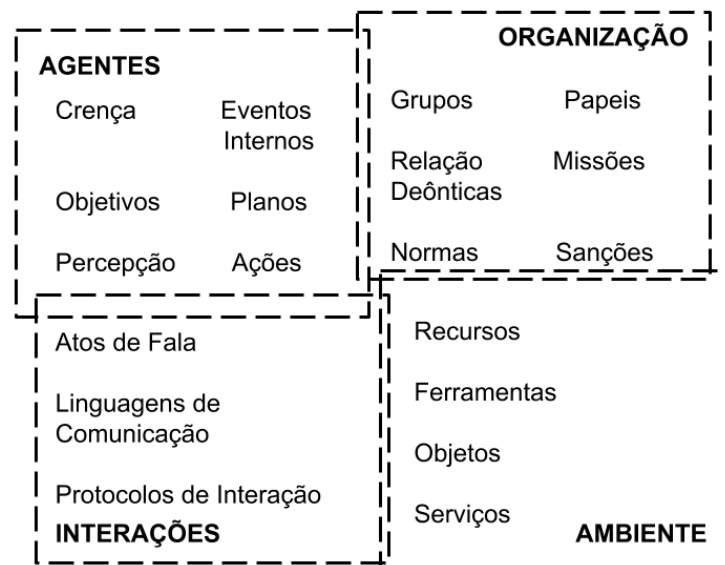 AGENTES
Crença Eventos
Internos
Objetivos Planos
Percepção Ações
ORGANIZAÇÃO
Grupos Papeis
Relação Missões
Deônticas
Normas Sanções
Atos de Fala
Linguagens de
Comunicação
Protocolos de Interação
INTERAÇÕES
Recursos
Ferramentas
Objetos
Serviços
AMBIENTE